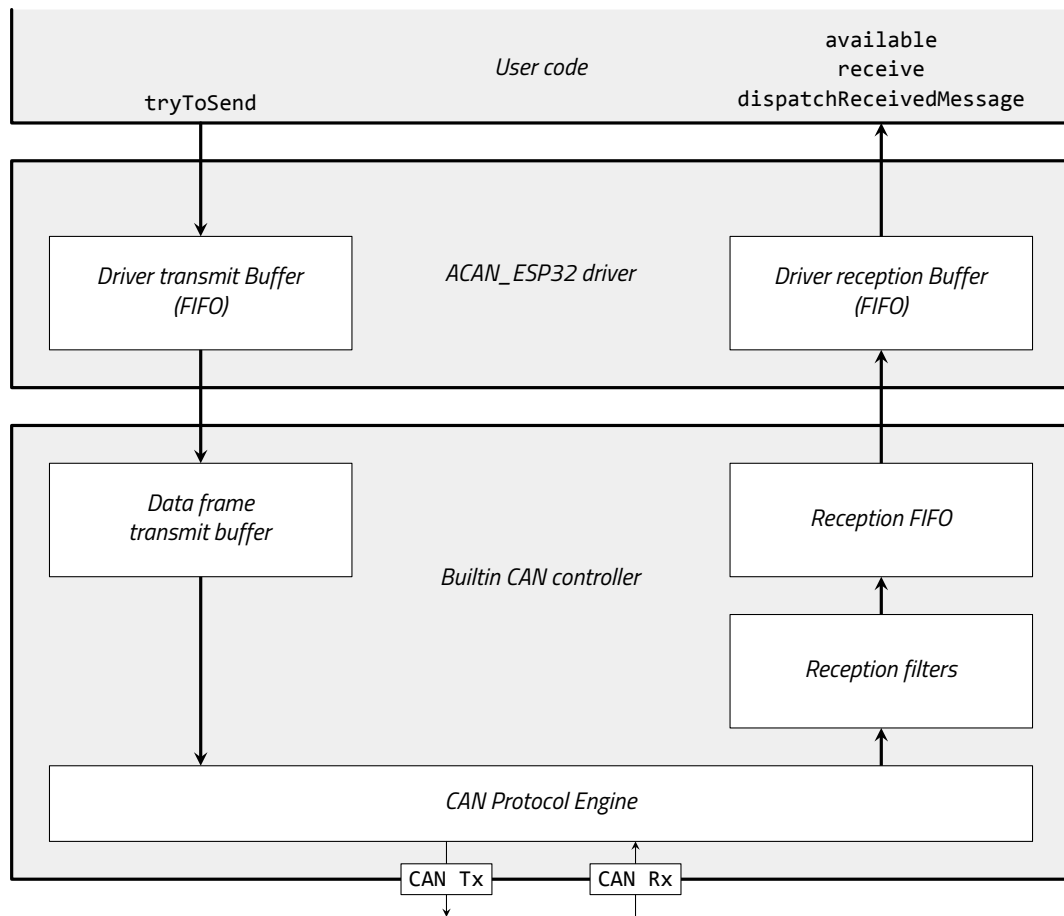 available
User code
receive
tryToSend
dispatchReceivedMessage
Driver transmit Buffer
(FIFO)
ACAN_ESP32 driver
Driver reception Buffer
(FIFO)
Data frame
transmit buffer
Reception FIFO
Builtin CAN controller
Reception filters
CAN Protocol Engine
CAN Tx
CAN Rx